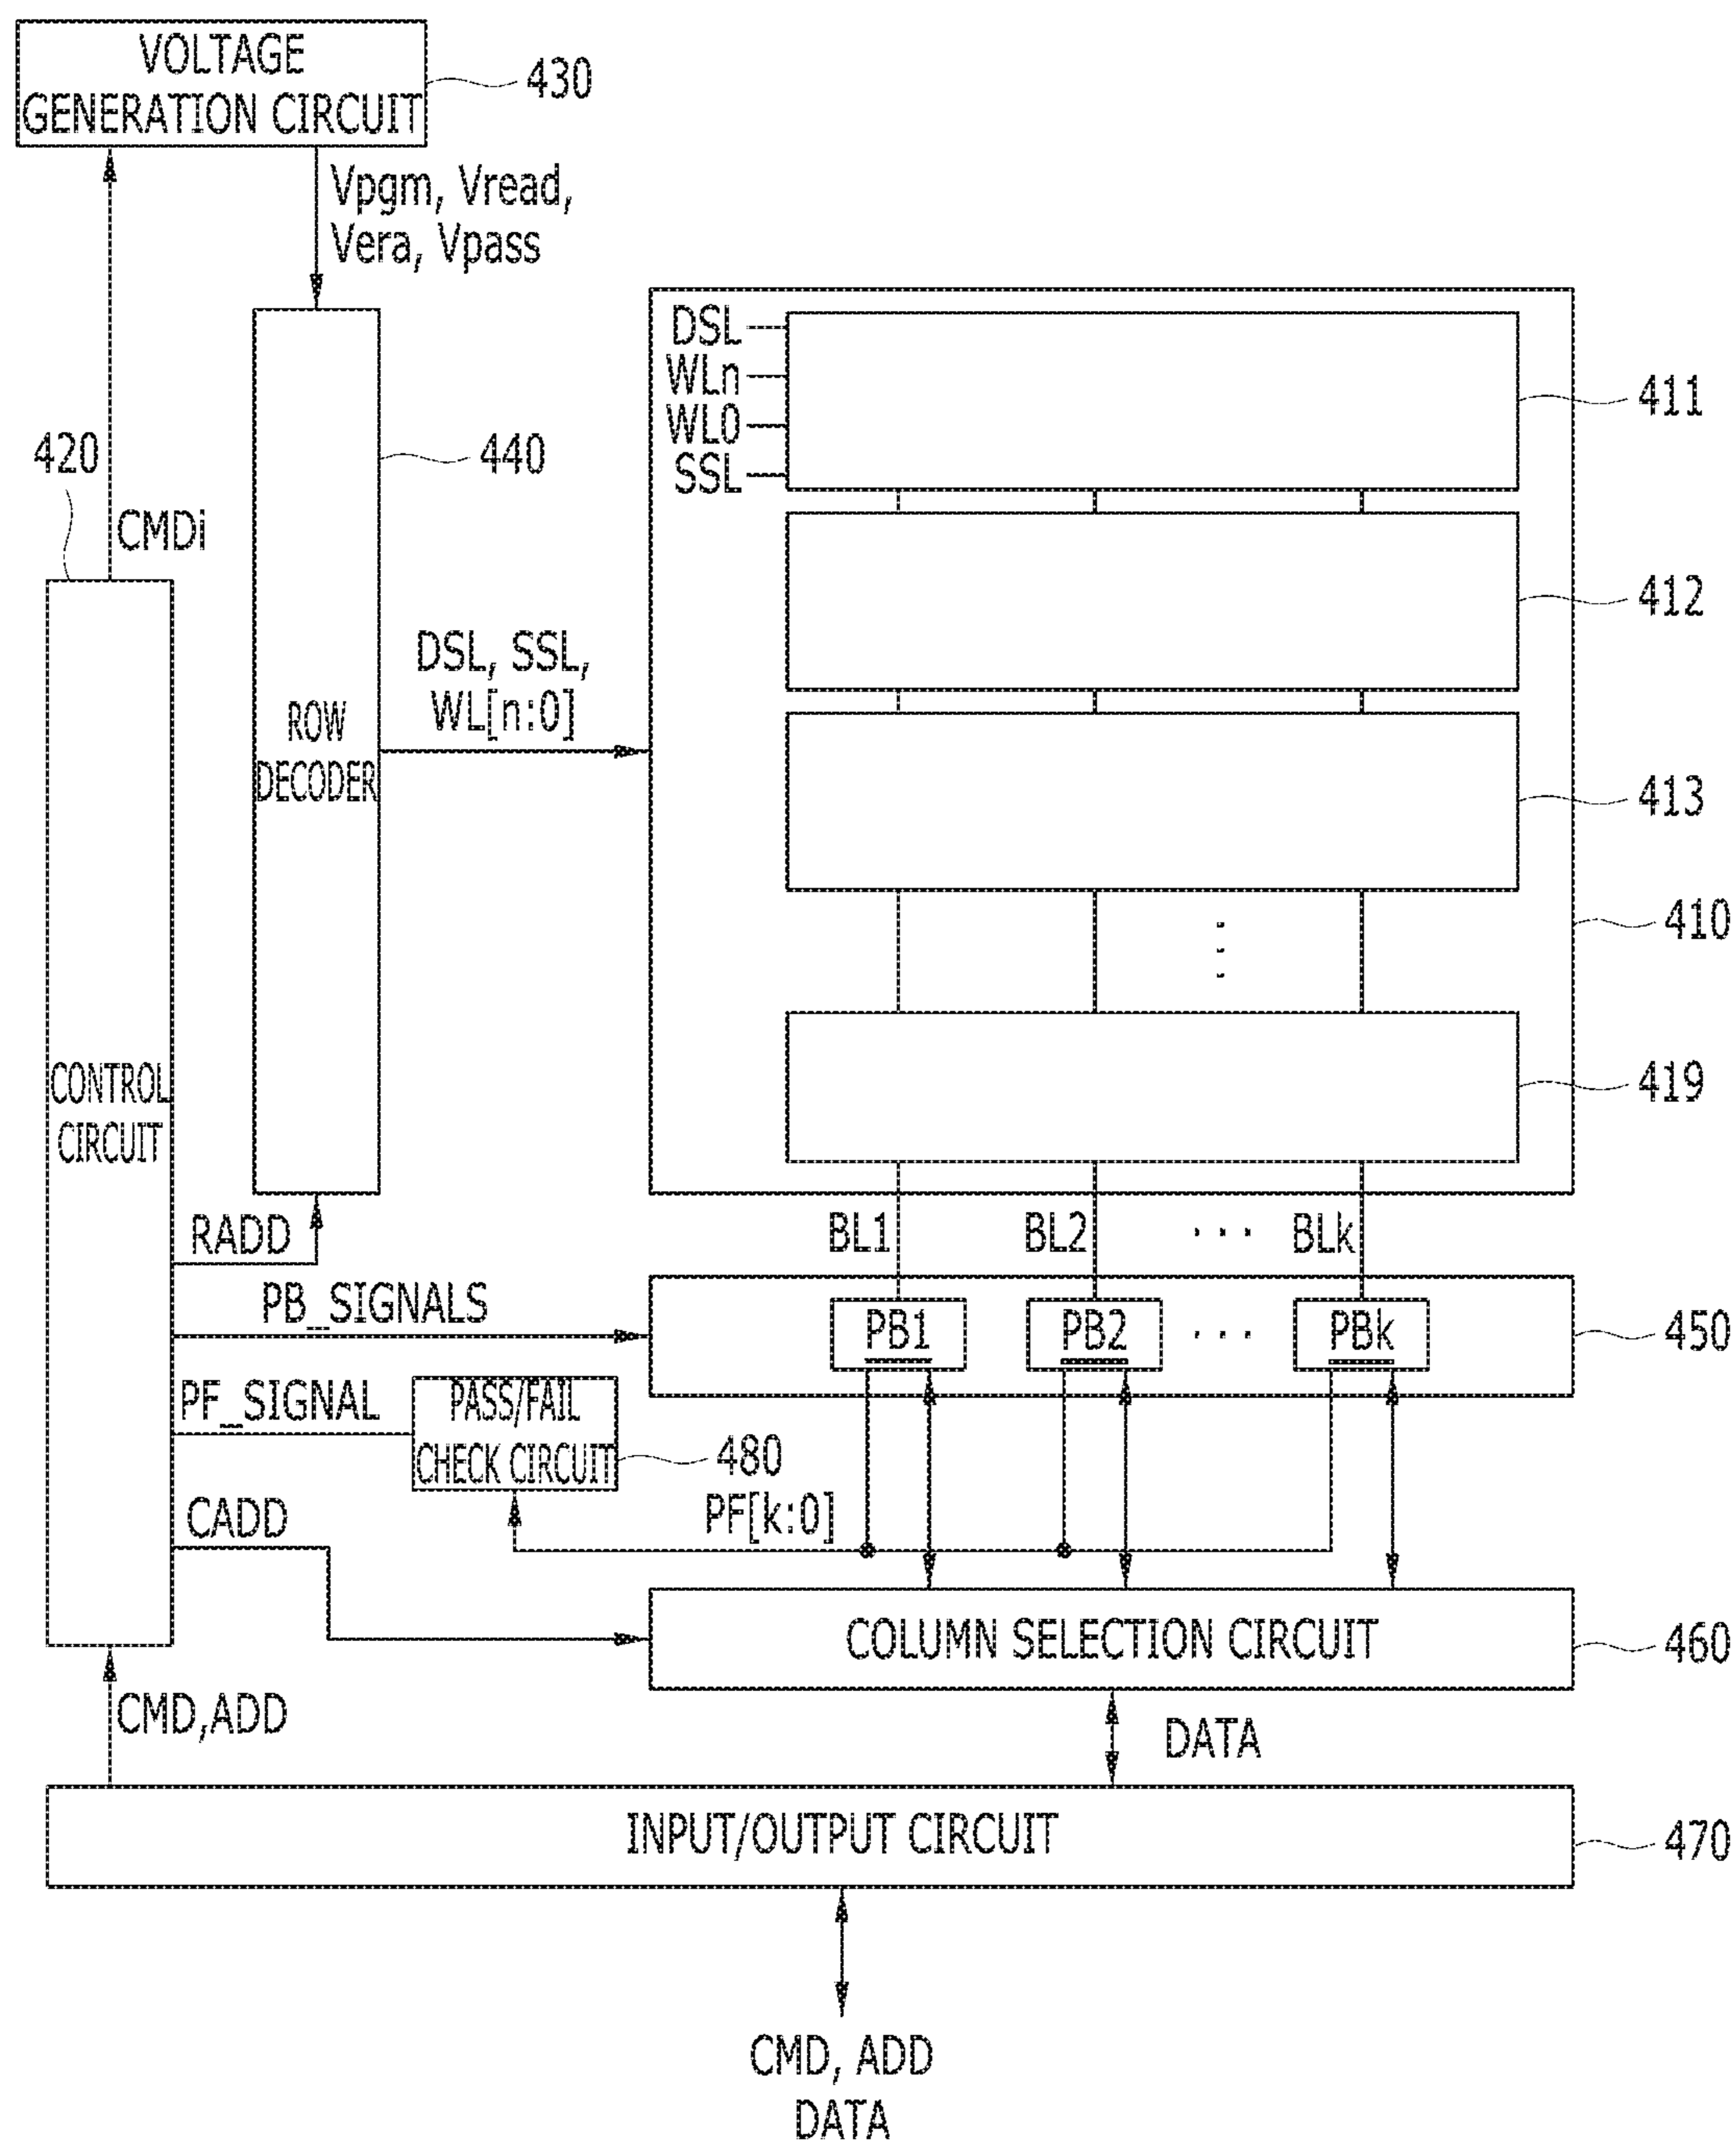 VOLTAGE
GENERATION CIRCUIT
430
Vpgm, Vread,
Vera, Vpass
DSL
WLn
WL0
SSL
411
420
440
CMDi
412
DSL, SSL,
WL[n:0]
ROW
DECODER
413
410
CONTROL
CIRCUIT
419
RADD
BL1
BL2
...
BLk
PB_SIGNALS
PB1
PB2
...
PBk
450
PF_SIGNAL
PASS/FAIL
CHECK CIRCUIT
480
PF[k:0]
CADD
COLUMN SELECTION CIRCUIT
460
CMD,ADD
DATA
INPUT/OUTPUT CIRCUIT
470
CMD, ADD
DATA